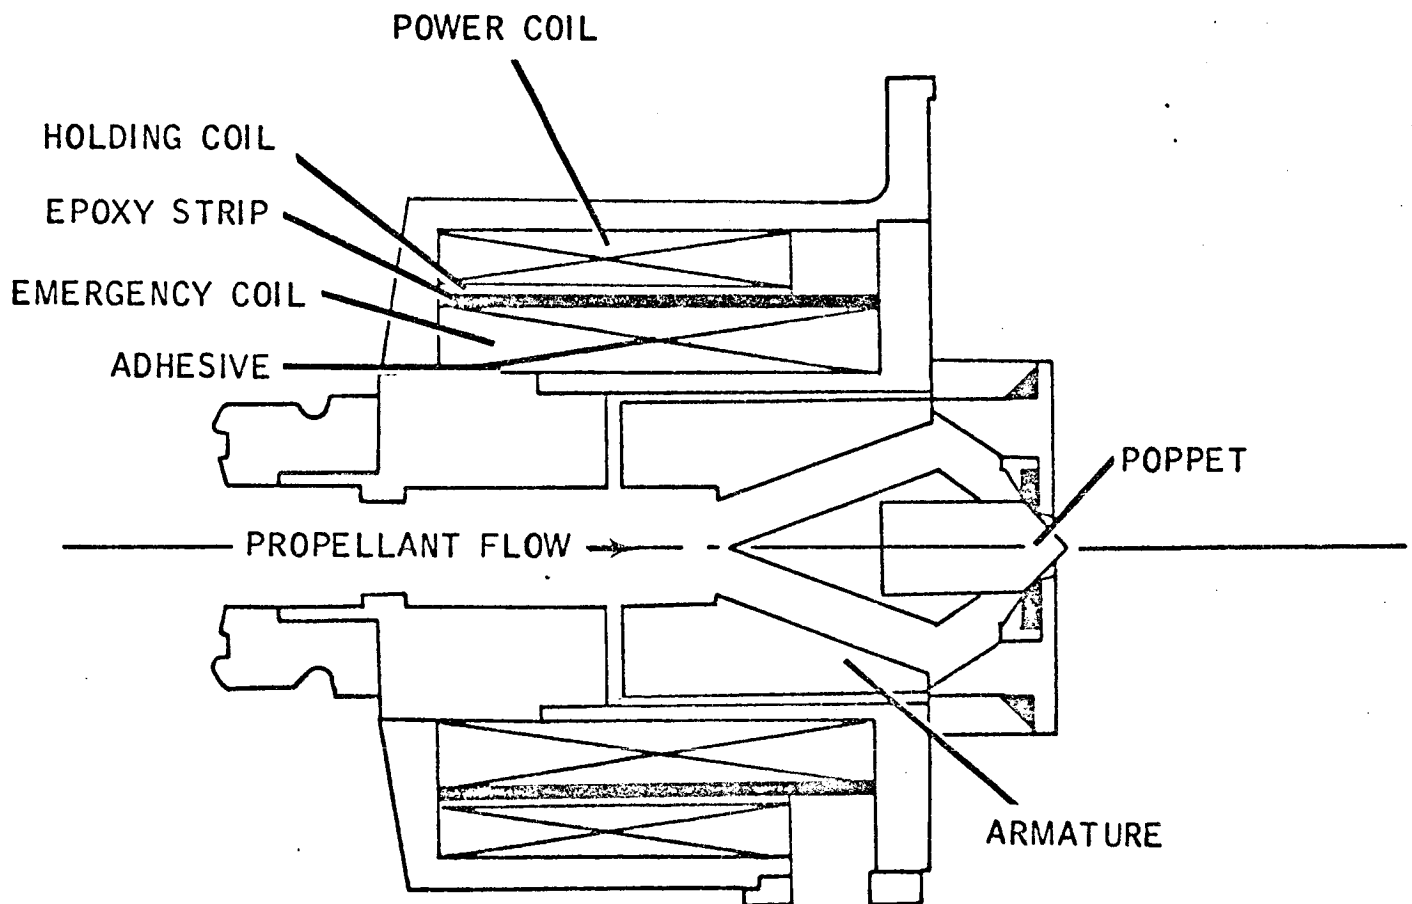 POWER COIL
HOLDING COIL
EPOXY STRIP
EMERGENCY COIL
ADHESIVE
POPPET
PROPELLANT FLOW
ARMATURE